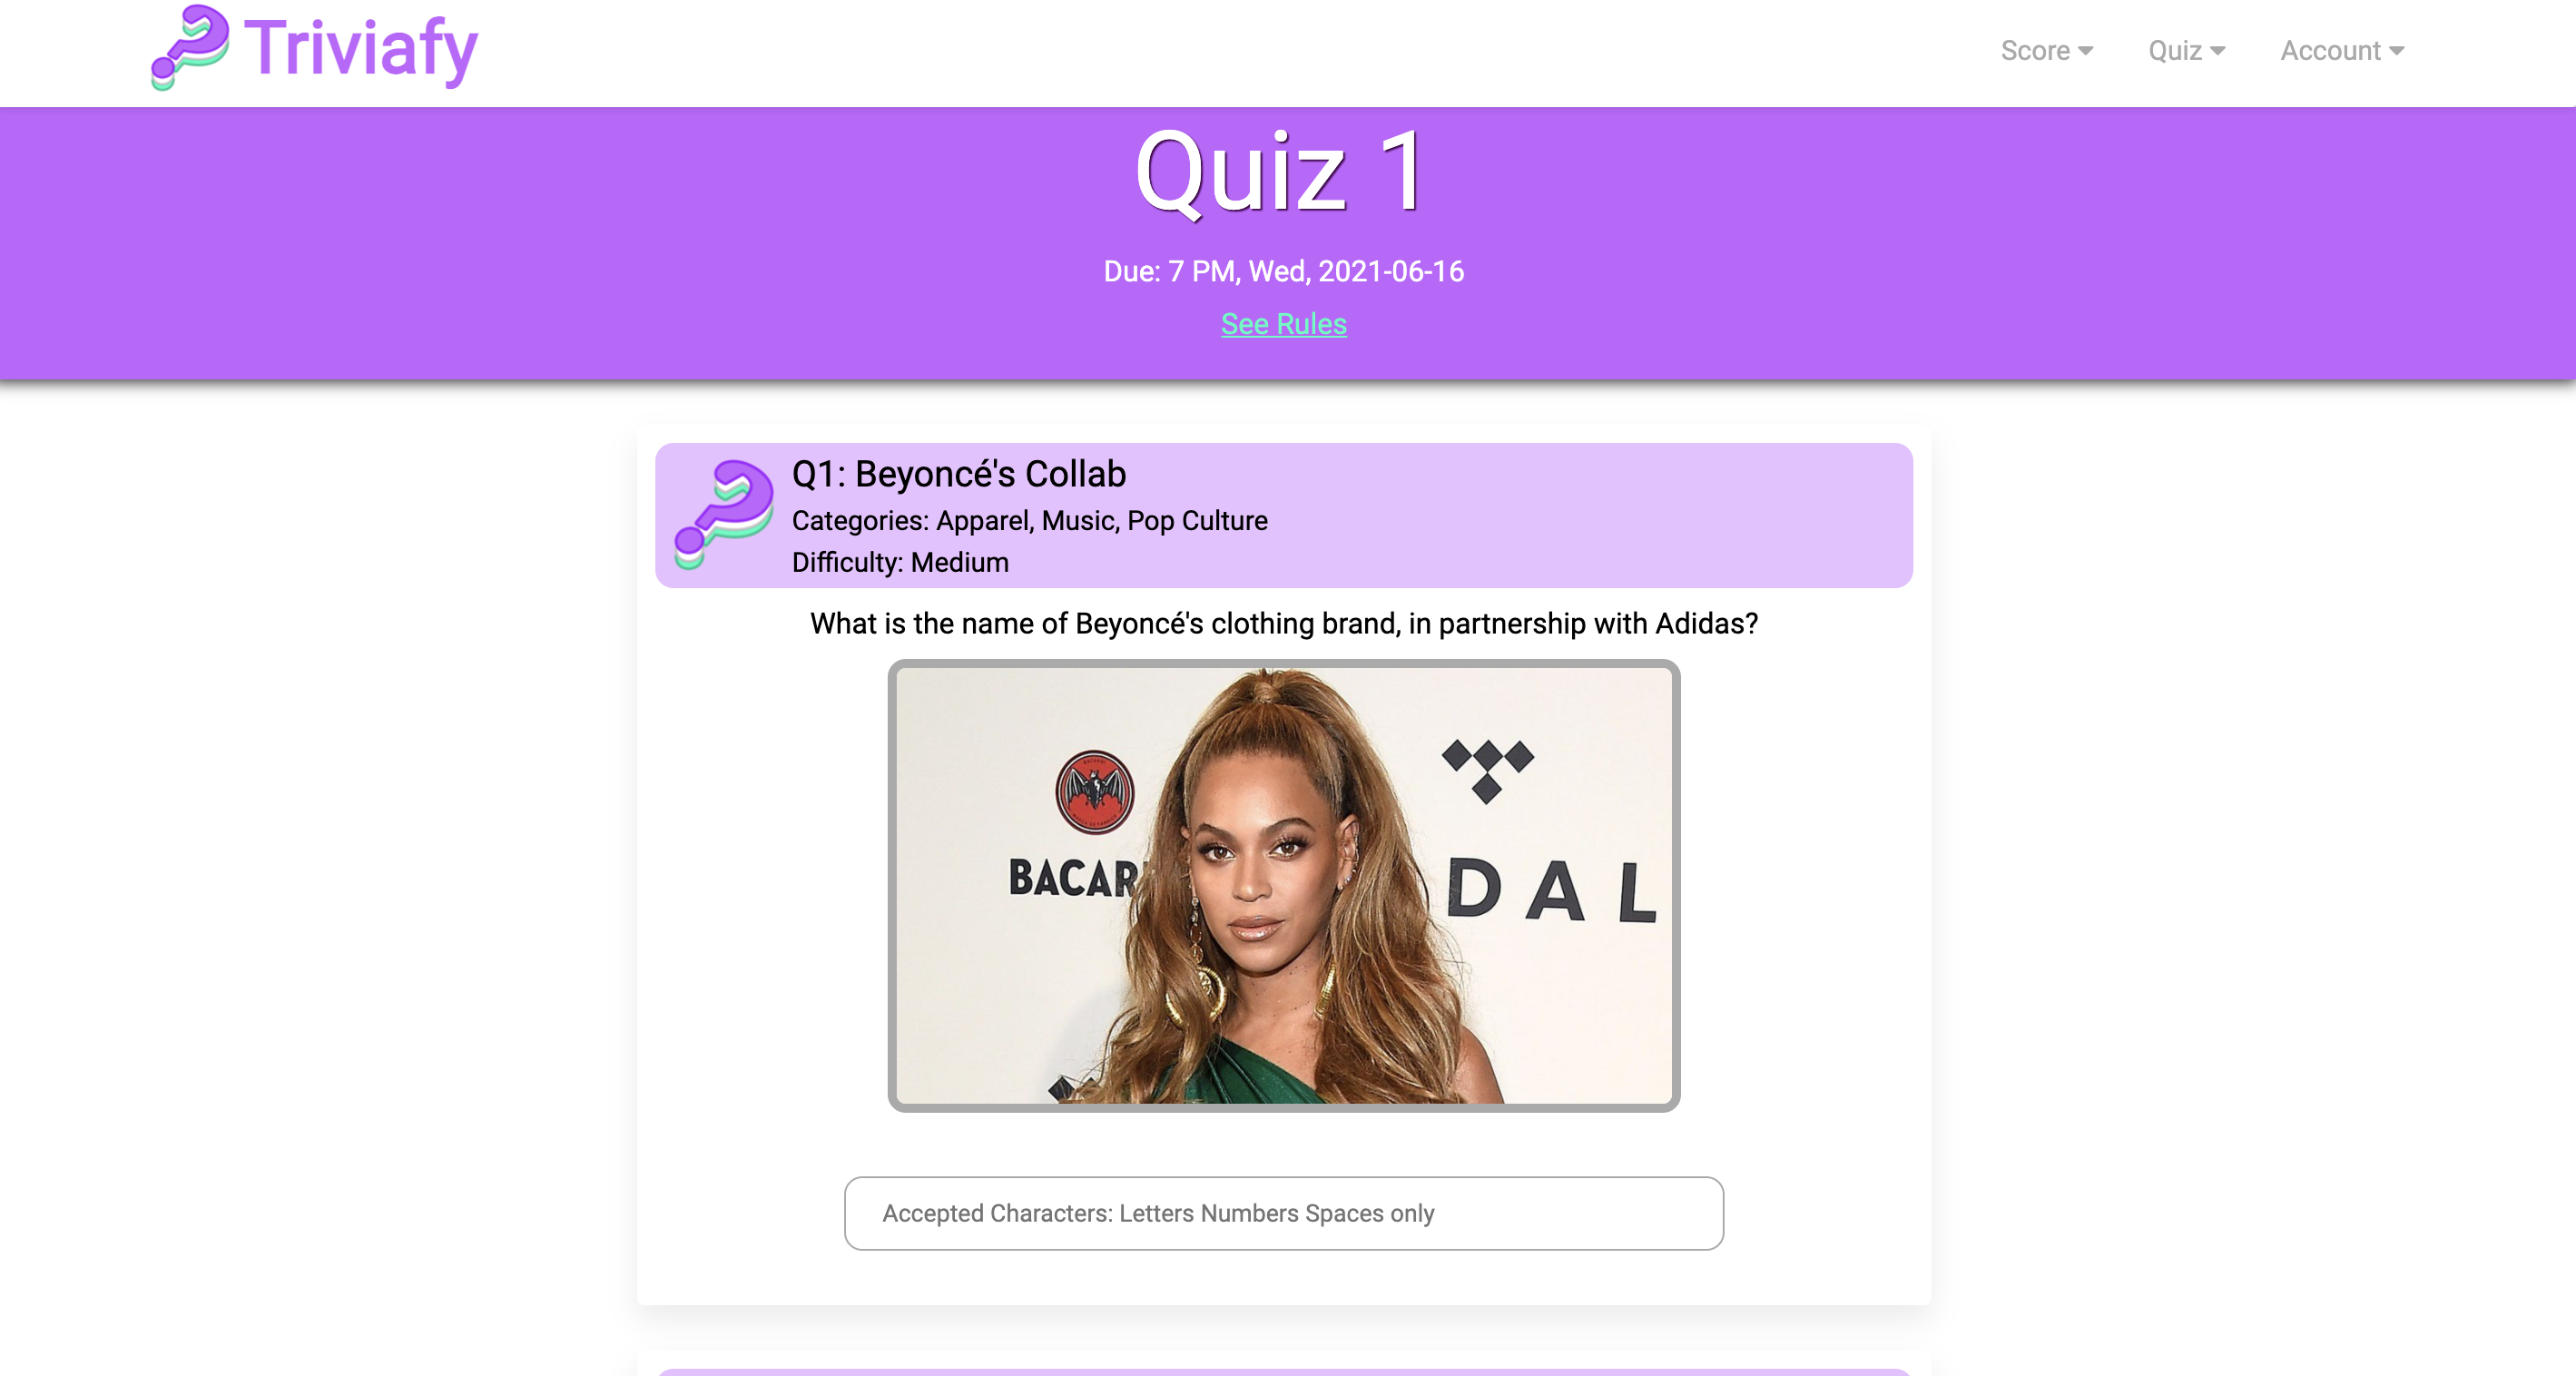 Triviafy
Score
Quiz
Account
Quiz 1
Due: 7 PM, Wed, 2021-06-16
See Rules
Q1: Beyoncé's Collab
Categories: Apparel, Music, Pop Culture
Difficulty: Medium
What is the name of Beyoncé's clothing brand, in partnership with Adidas?
BACAR
DAL
Accepted Characters: Letters Numbers Spaces only